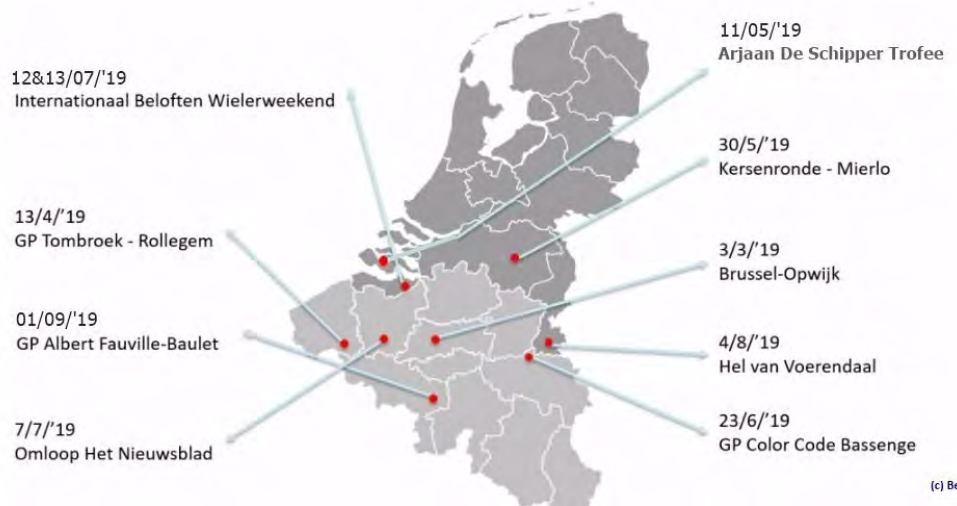 11/05/'19
Arjaan De Schipper Trofee
12&13/07/'19
Internationaal Beloften Wielerweekend
30/5/'19
Kersenronde - Mierlo
13/4/'19
GP Tombroek - Rollegem
3/3/'19
Brussel-Opwijk
01/09/'19
GP Albert Fauville-Baulet
4/8/'19
Hel van Voerendaal
7/7/'19
Omloop Het Nieuwsblad
23/6/'19
GP Color Code Bassenge
(c) Be